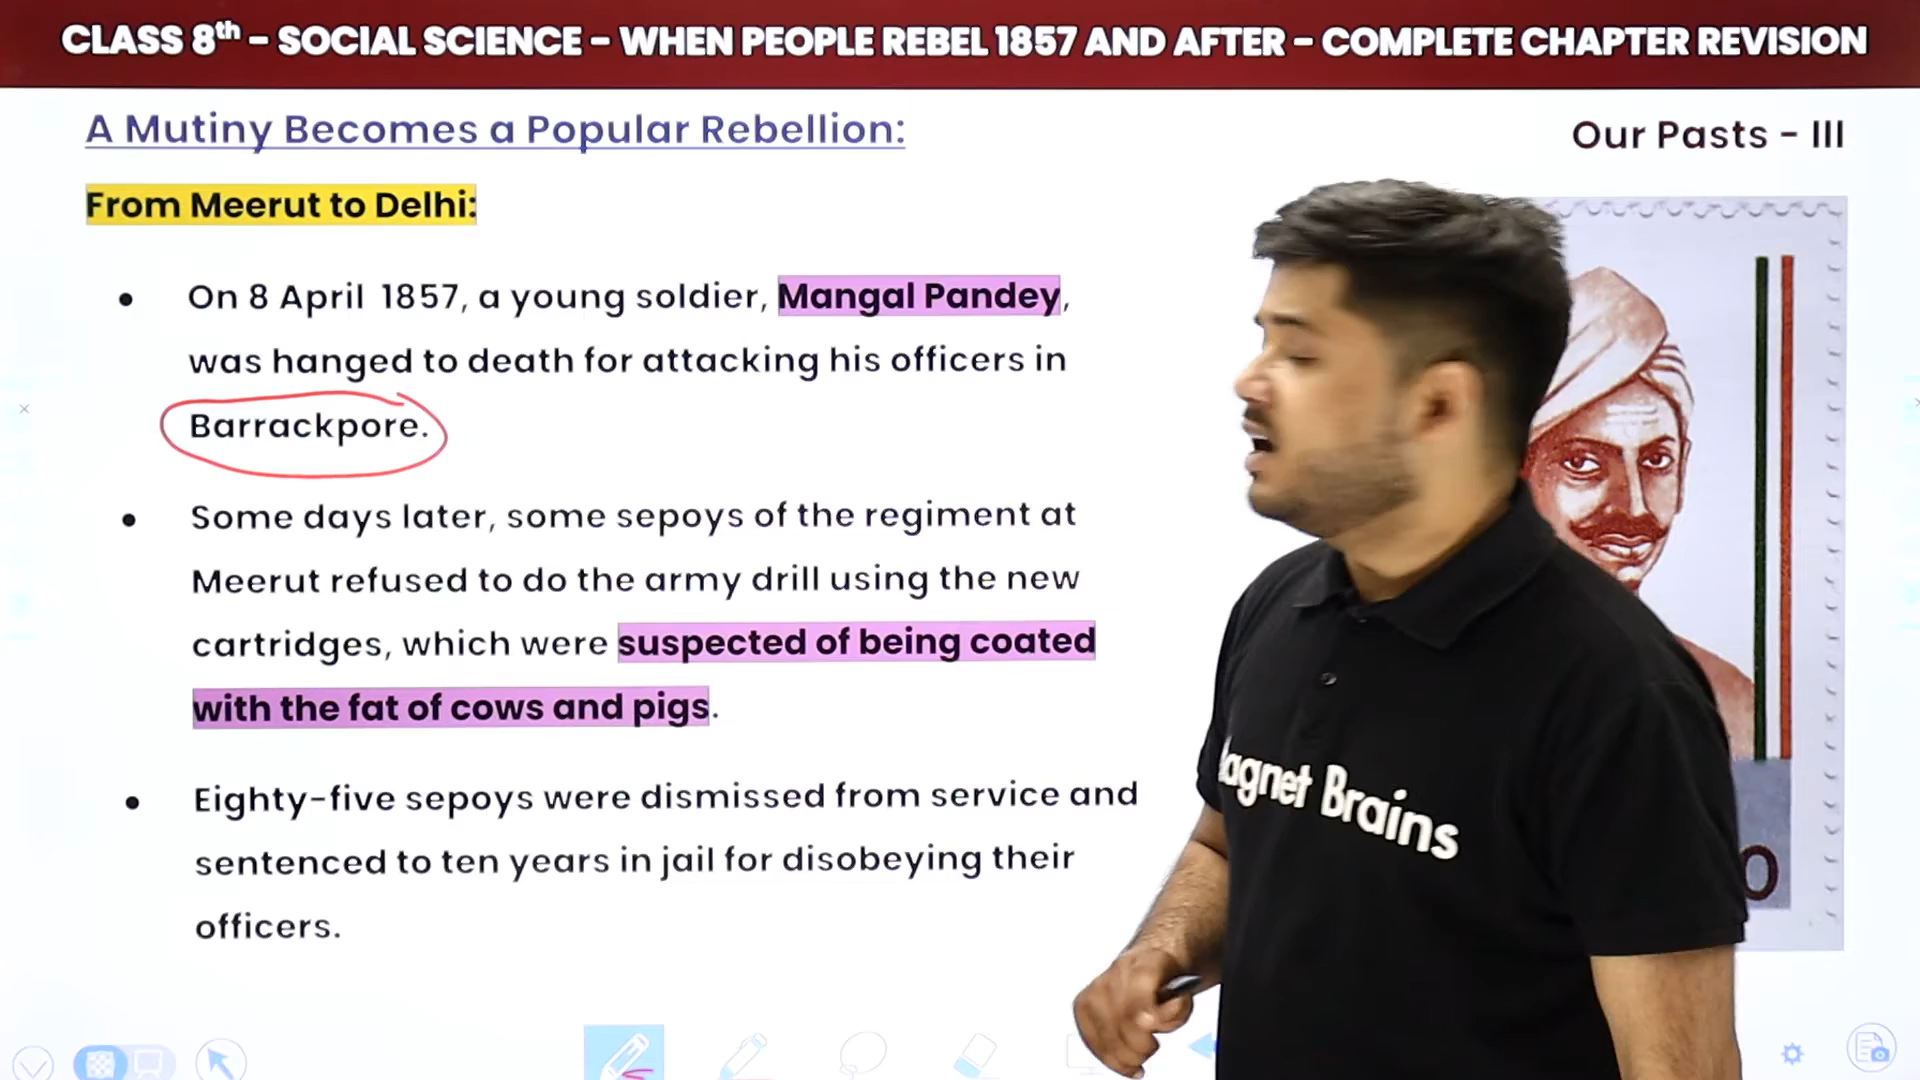 CLASS 8th – SOCIAL SCIENCE – WHEN PEOPLE REBEL 1857 AND AFTER – COMPLETE CHAPTER REVISION
A Mutiny Becomes a Popular Rebellion:
Our Pasts – III
From Meerut to Delhi:
• On 8 April 1857, a young soldier, Mangal Pandey,
was hanged to death for attacking his officers in
Barrackpore.
• Some days later, some sepoys of the regiment at
Meerut refused to do the army drill using the new
cartridges, which were suspected of being coated
with the fat of cows and pigs.
• Eighty-five sepoys were dismissed from service and
sentenced to ten years in jail for disobeying their
officers.
agnet Brains
0